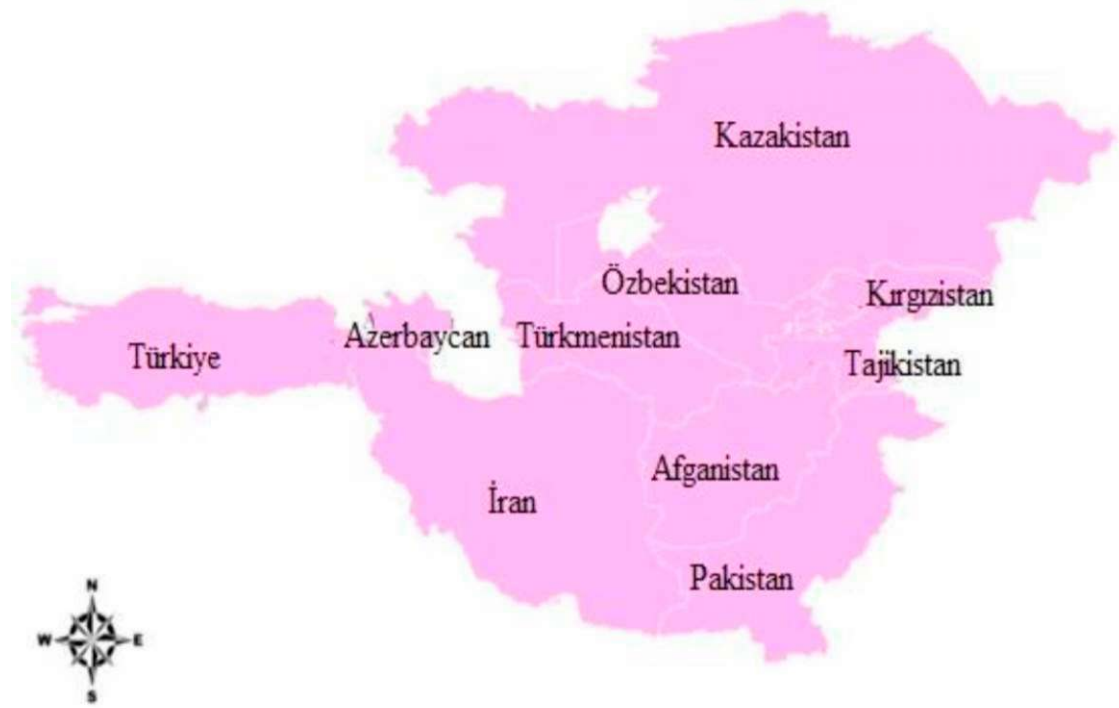 Kazakistan
Özbekistan
Kırgızistan
Türkiye
Azerbaycan
Türkmenistan
Tajikistan
Afganistan
İran
Pakistan
N
W
E
S